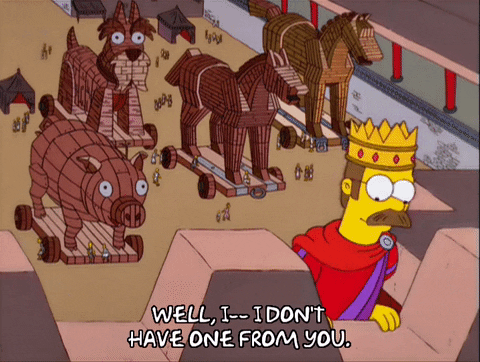 WELL, I-- I DON'T
HAVE ONE FROM YOU.